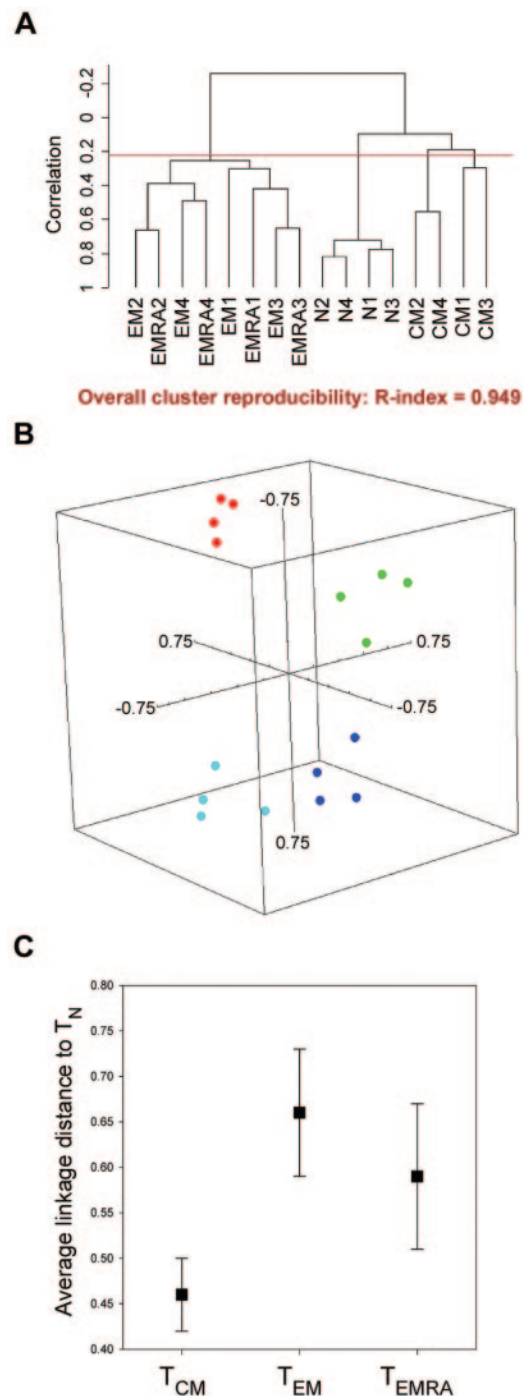 A
Correlation
-0.2
0
0.2
0.4
0.6
0.8
1
EM2
EMRA2
EM4
EMRA4
EM1
EMRA1
EM3
EMRA3
N2
N4
N1
N3
CM2
CM4
CM1
CM3
Overall cluster reproducibility: R-index = 0.949
B
-0.75
0.75
0.75
-0.75
-0.75
0.75
C
Average linkage distance to TN
0.80
0.75
0.70
0.65
0.60
0.55
0.50
0.45
0.40
TCM TEM TEMRA